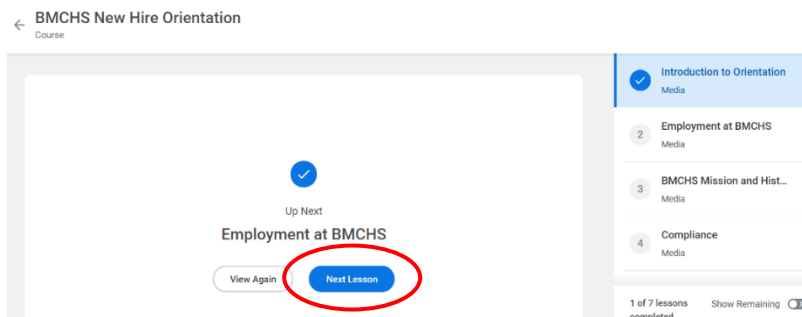 BMCHS New Hire Orientation
Course
Up Next
Employment at BMCHS
View Again
Next Lesson
Introduction to Orientation
Media
2
Employment at BMCHS
Media
3
BMCHS Mission and Hist...
Media
4
Compliance
Media
1 of 7 lessons
completed
Show Remaining